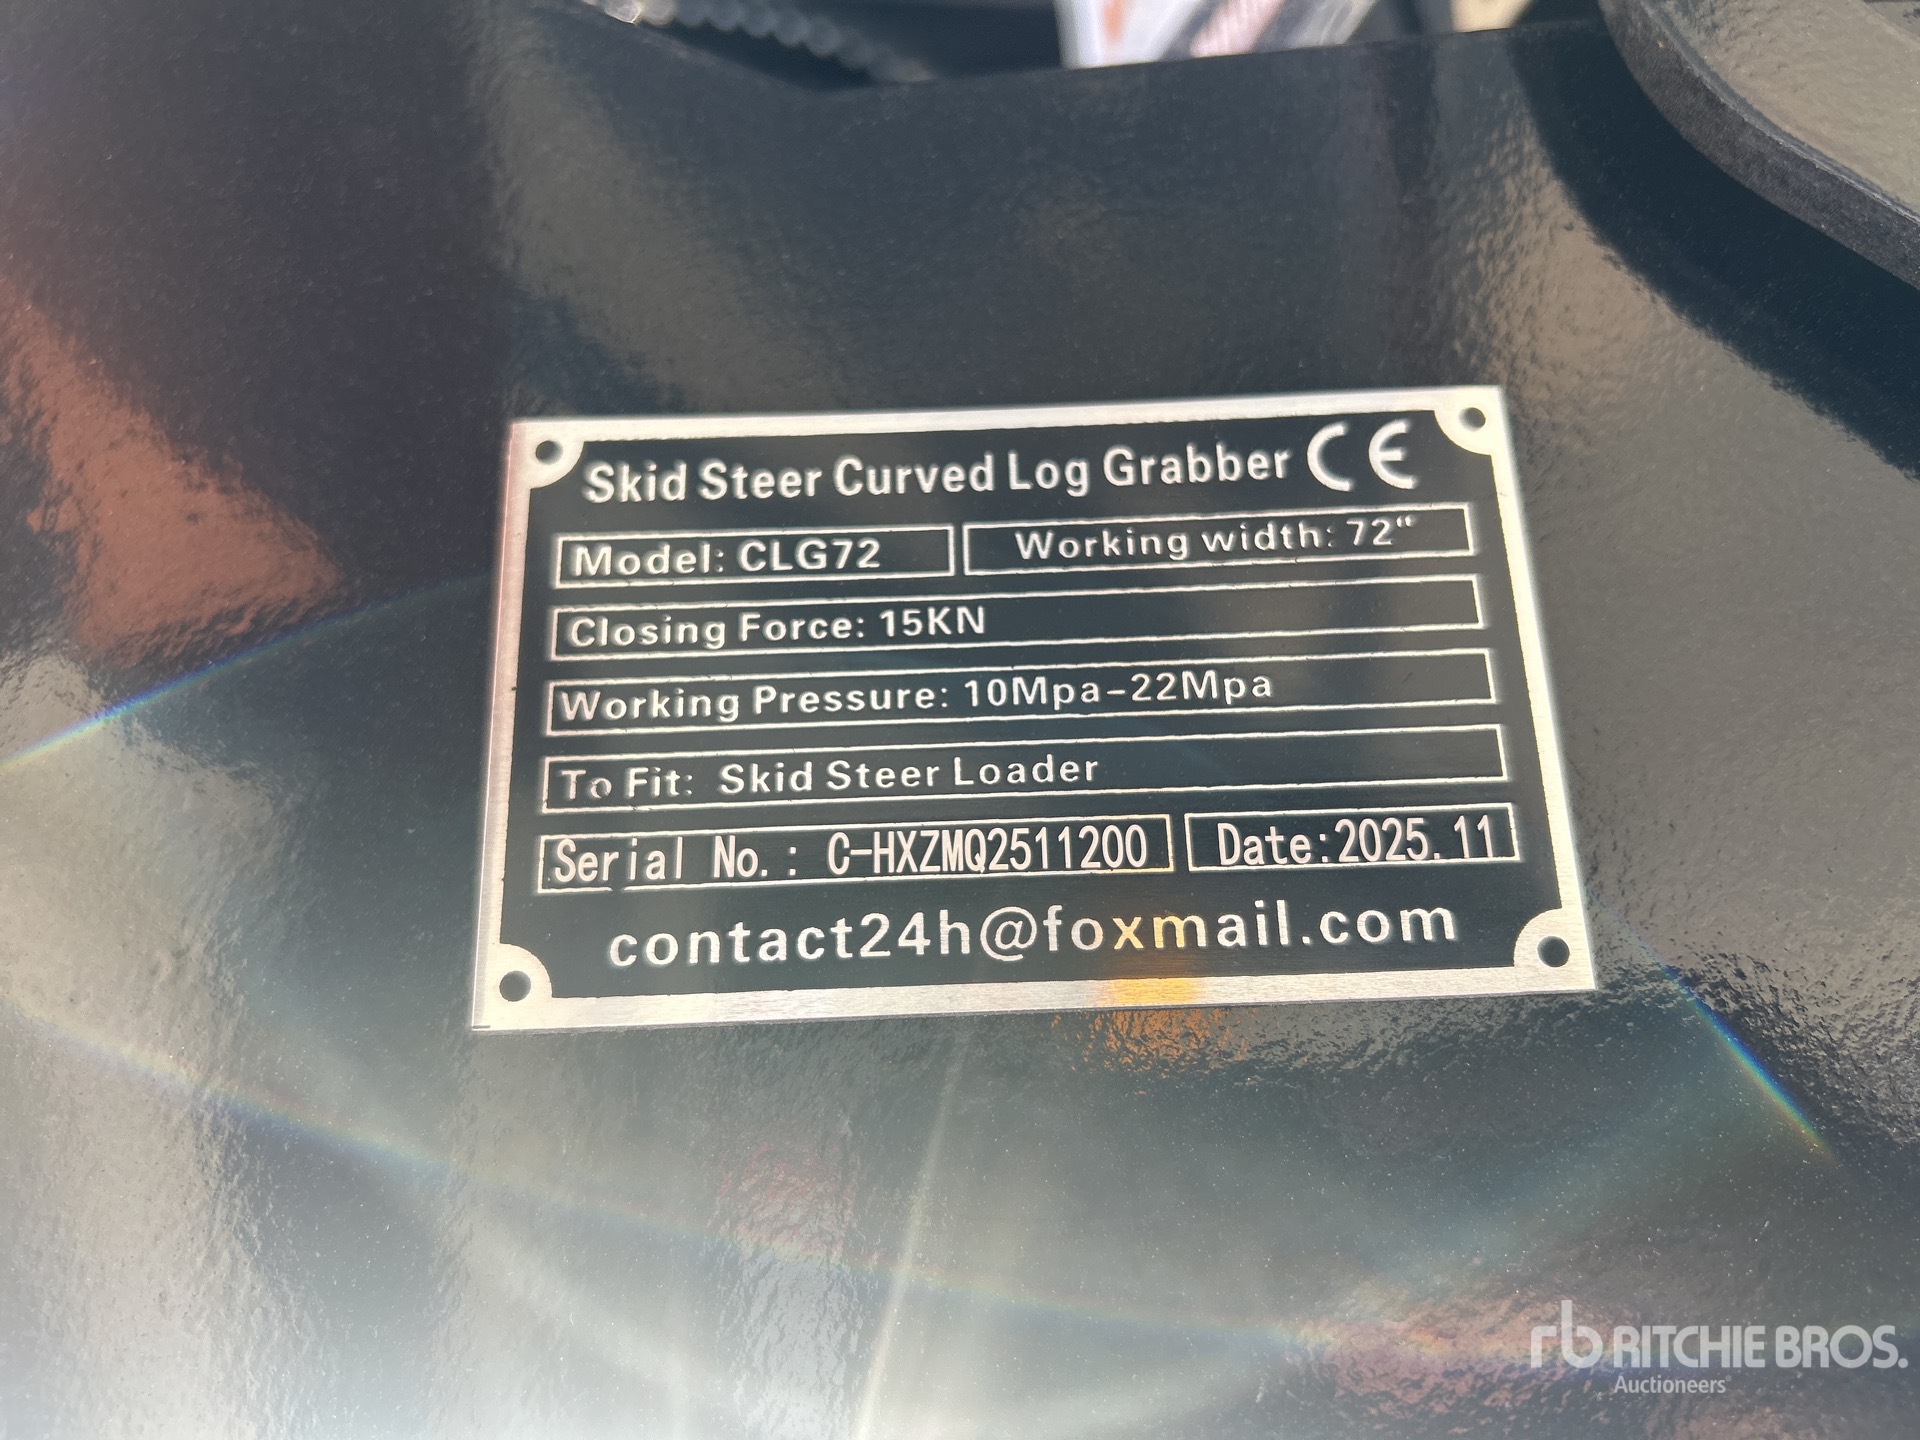 Skid Steer Curved Log Grabber CE
Model: CLG72
Working width: 72"
Closing Force: 15KN
Working Pressure: 10Mpa-22Mpa
To Fit: Skid Steer Loader
Serial No.: C-HXZMQ2511200
Date:2025.11
contact24h@foxmail.com
rb RITCHIE BROS.
Auctioneers